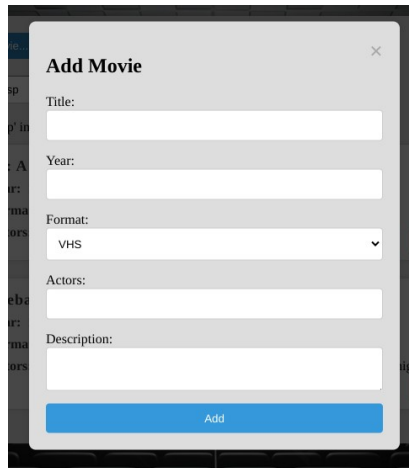 ×
Add Movie
Title:
Year:
Format:
VHS
Actors:
Description:
Add